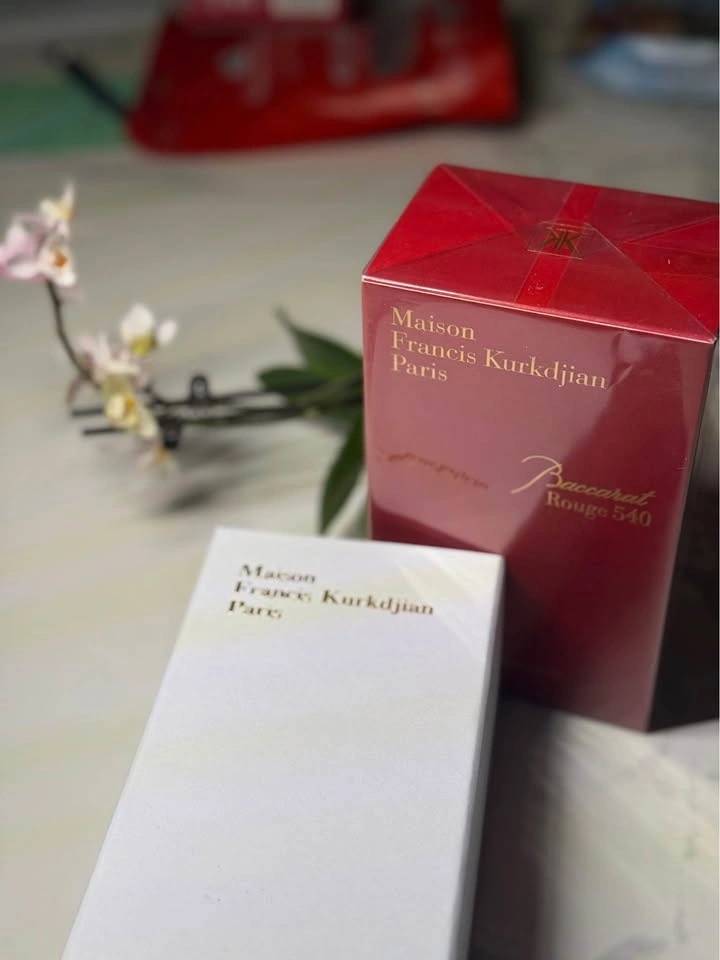 Maison
Francis Kurkdjian
Paris
Baccarat
Rouge 540
Maison
Francis Kurkdjian
Paris